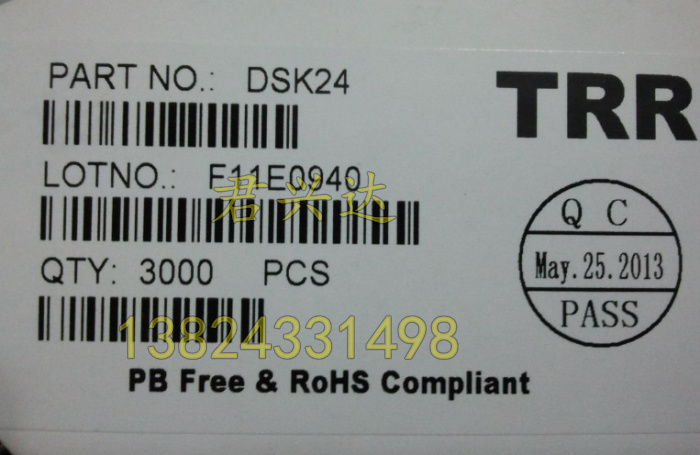 PART NO.: DSK24
TRR
LOTNO.: F11E0940
君兴达
Q C
May.25.2013
PASS
QTY: 3000 PCS
13824331498
PB Free & RoHS Compliant